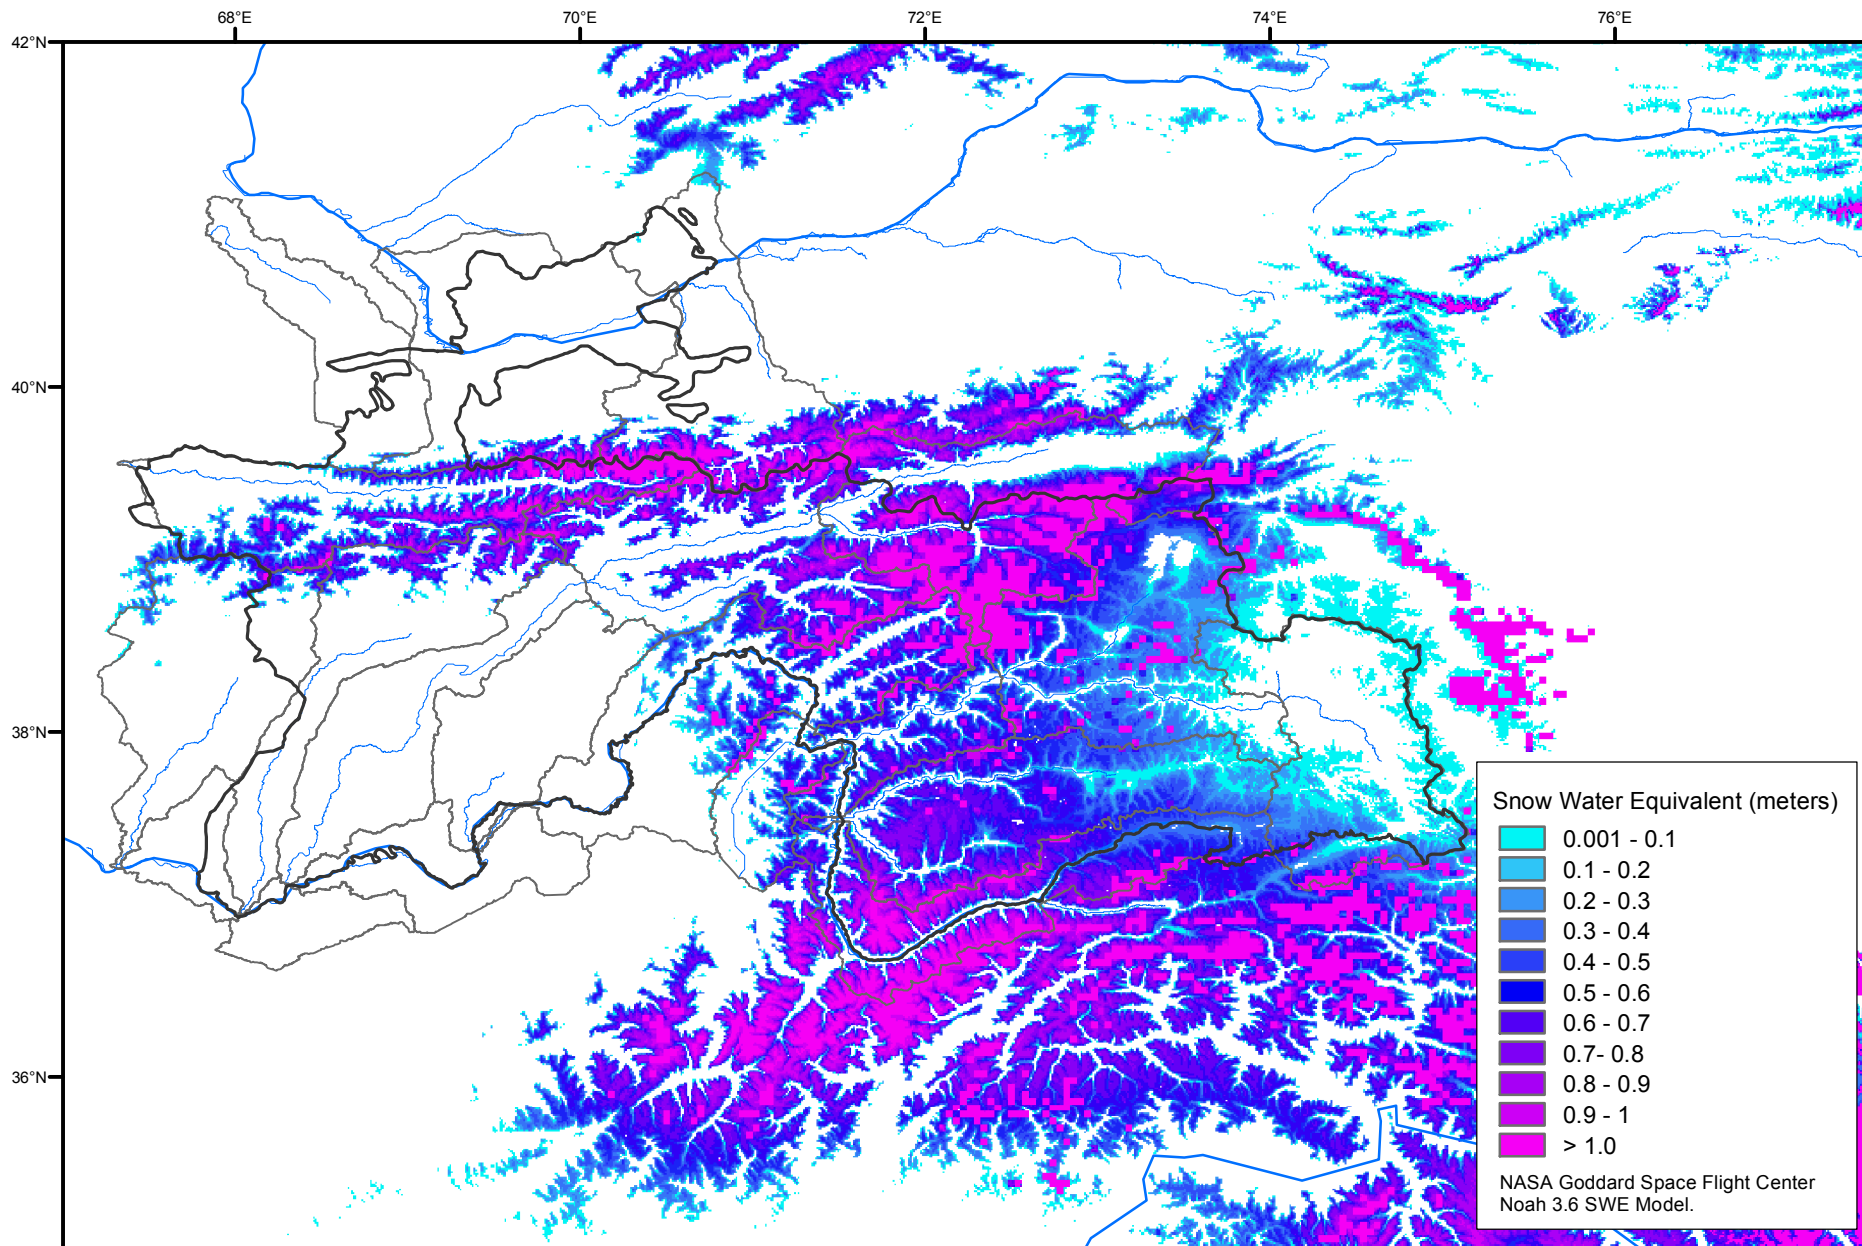 68°E
70°E
72°E
74°E
76°E
42°N
40°N
38°N
36°N
Snow Water Equivalent (meters)
0.001 - 0.1
0.1 - 0.2
0.2 - 0.3
0.3 - 0.4
0.4 - 0.5
0.5 - 0.6
0.6 - 0.7
0.7- 0.8
0.8 - 0.9
0.9 - 1
> 1.0
NASA Goddard Space Flight Center
Noah 3.6 SWE Model.